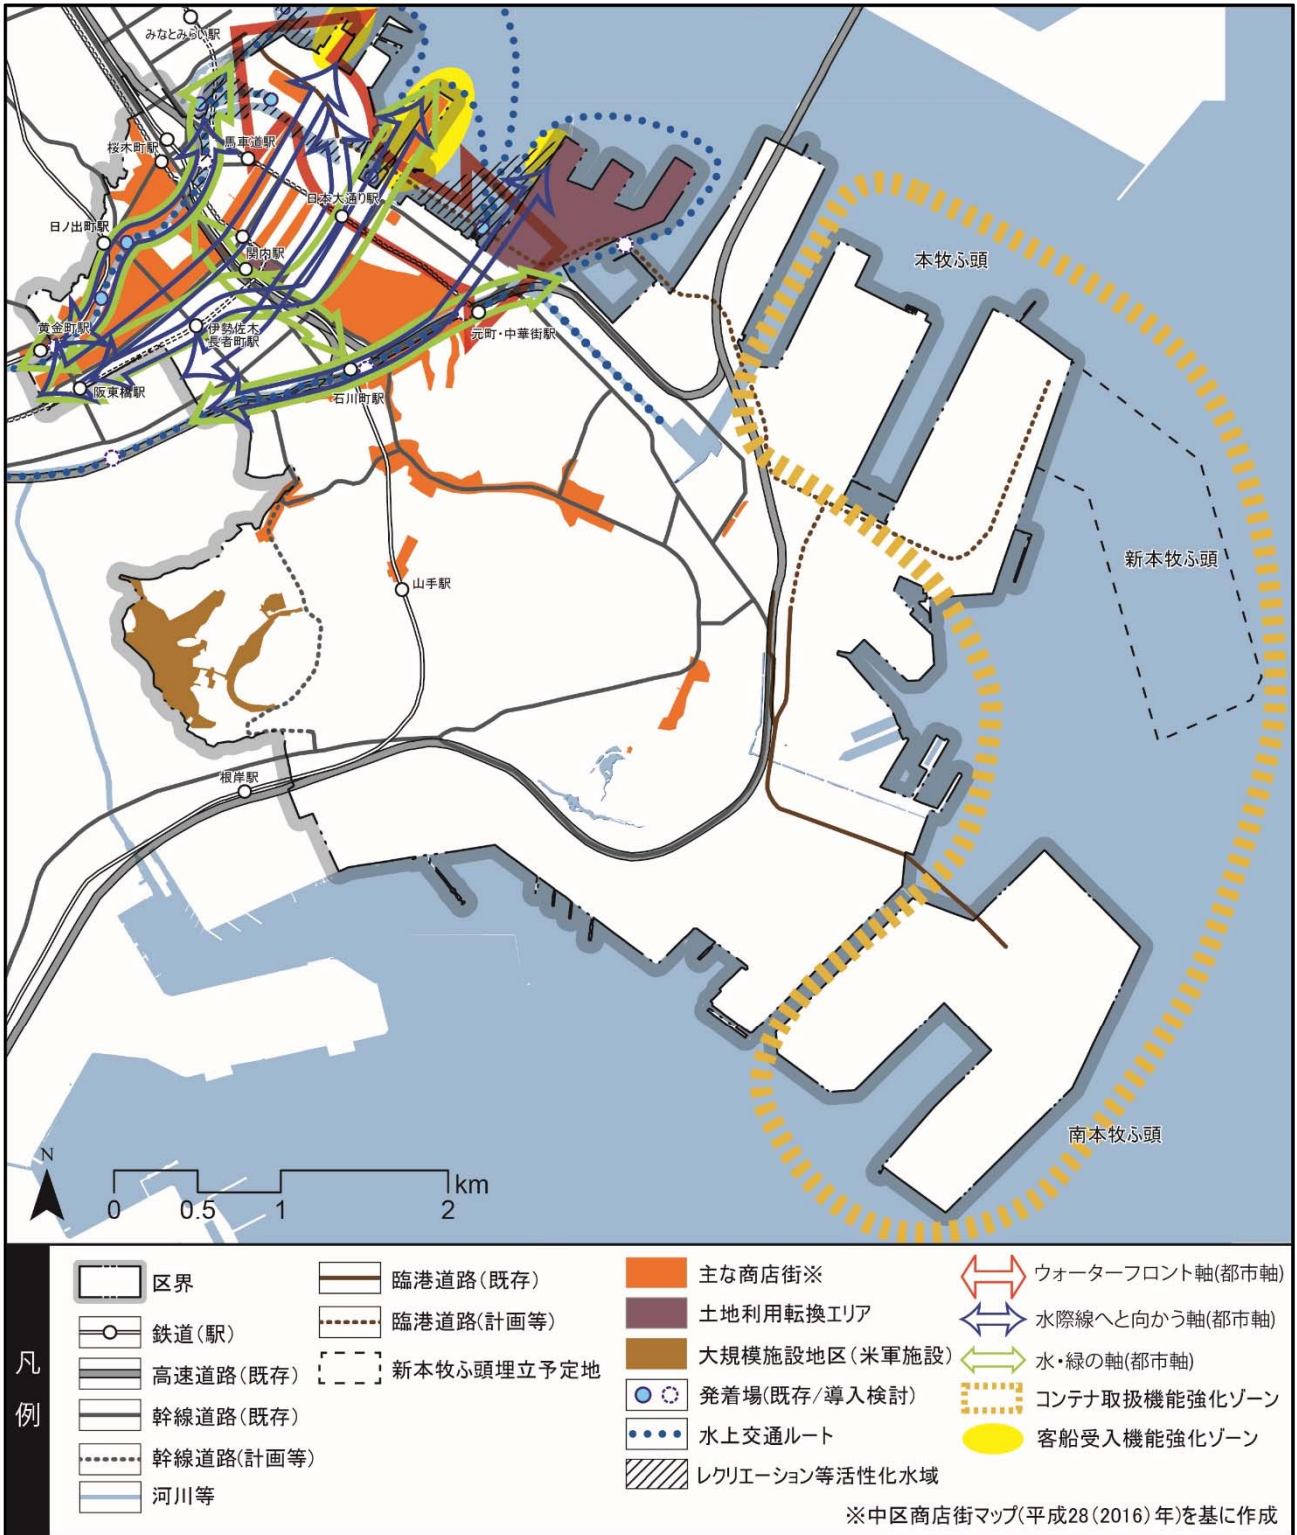 みなとみらい駅
桜木町駅
馬車道駅
日本大通り駅
日ノ出町駅
関内駅
本牧ふ頭
黄金町駅
伊勢佐木
長者町駅
元町・中華街駅
阪東橋駅
石川町駅
新本牧ふ頭
山手駅
根岸駅
南本牧ふ頭
N
km
0 0.5 1 2
凡例
区界
鉄道(駅)
高速道路(既存)
幹線道路(既存)
幹線道路(計画等)
河川等
臨港道路(既存)
臨港道路(計画等)
新本牧ふ頭埋立予定地
主な商店街※
土地利用転換エリア
大規模施設地区(米軍施設)
発着場(既存/導入検討)
水上交通ルート
レクリエーション等活性化水域
ウォーターフロント軸(都市軸)
水際線へと向かう軸(都市軸)
水・緑の軸(都市軸)
コンテナ取扱機能強化ゾーン
客船受入機能強化ゾーン
※中区商店街マップ(平成28(2016)年)を基に作成